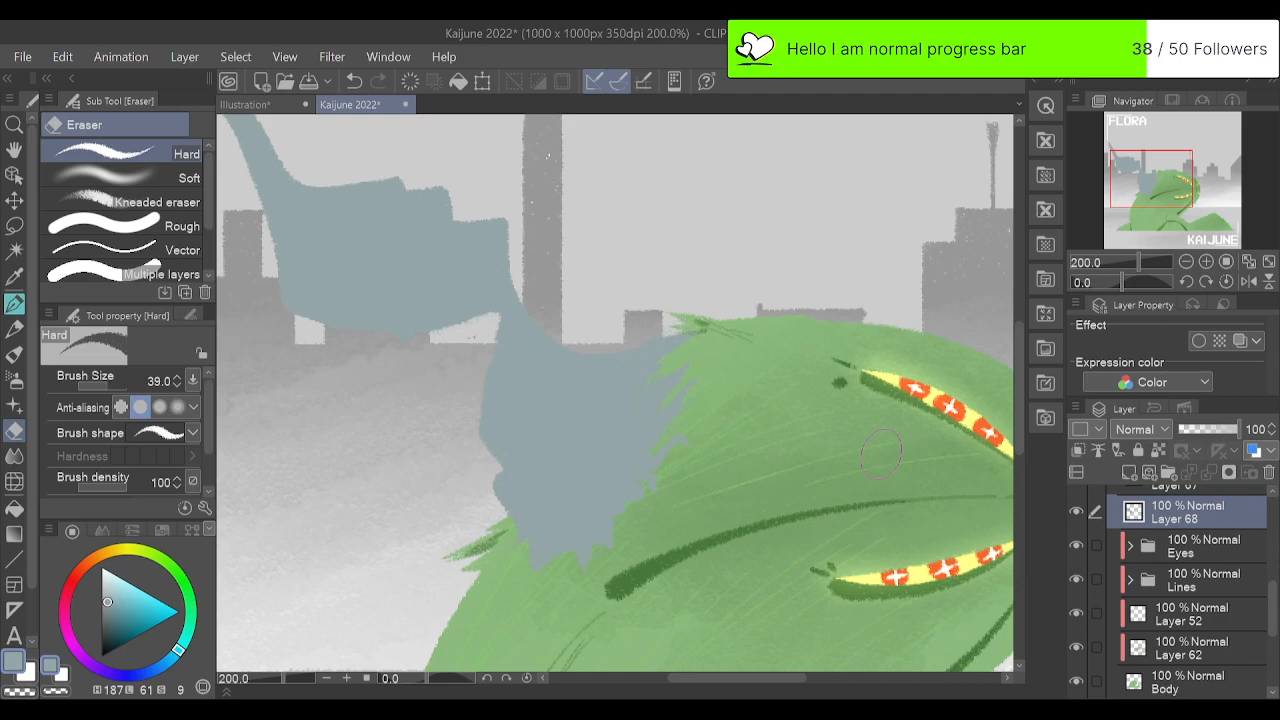 Hello I am normal progress bar 38 / 50 Followers
Kaijune 2022* (1000 x 1000px 350dpi 200.0%) - CLIP
File Edit Animation Layer Select View Filter Window Help
Sub Tool [Eraser]
Illustration* Kaijune 2022*
Navigator
Eraser
Hard
Soft
Kneaded eraser
Rough
Vector
Multiple layers
FLORA
KAIJUNE
200.0
0.0
Tool property [Hard]
Hard
Layer Property
Effect
Expression color
Color
Brush Size 39.0
Anti-aliasing
Brush shape
Hardness
Brush density 100
Layer
Normal 100
Layer 67
100 % Normal
Layer 68
100 % Normal
Eyes
100 % Normal
Lines
100 % Normal
Layer 52
100 % Normal
Layer 62
100 % Normal
Body
H 187 L 61 S 9
200.0 0.0